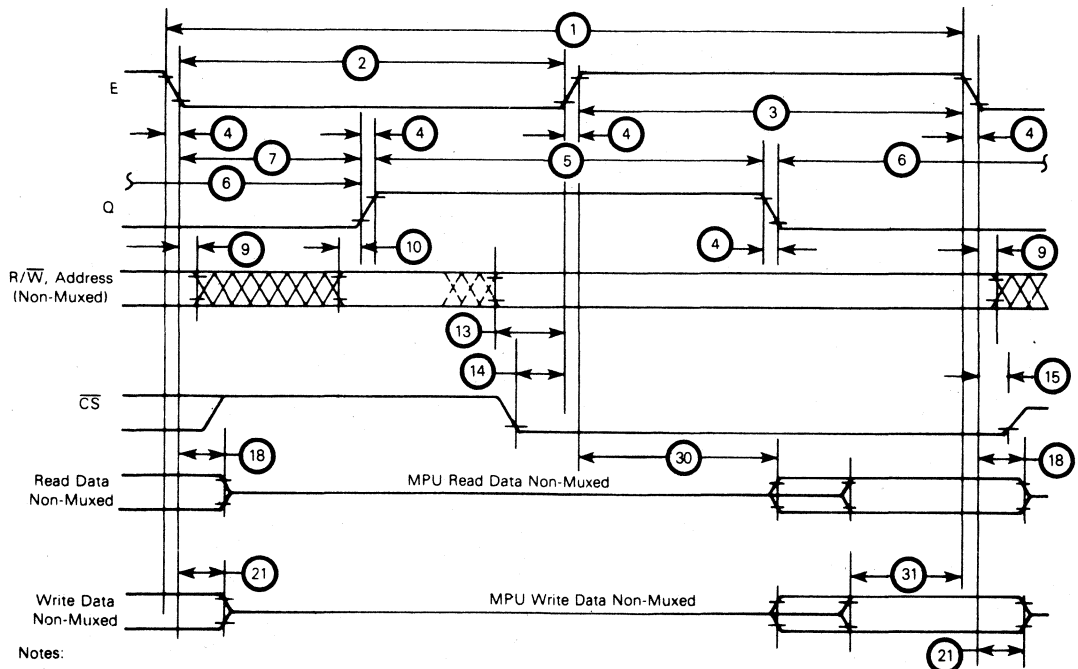 1
2
E
3
4
4
4
4
7
5
6
6
Q
9
10
4
9
R/W̅, Address
(Non-Muxed)
13
14
15
C̅S̅
18
30
18
Read Data
Non-Muxed
MPU Read Data Non-Muxed
21
31
Write Data
Non-Muxed
MPU Write Data Non-Muxed
Notes:
21